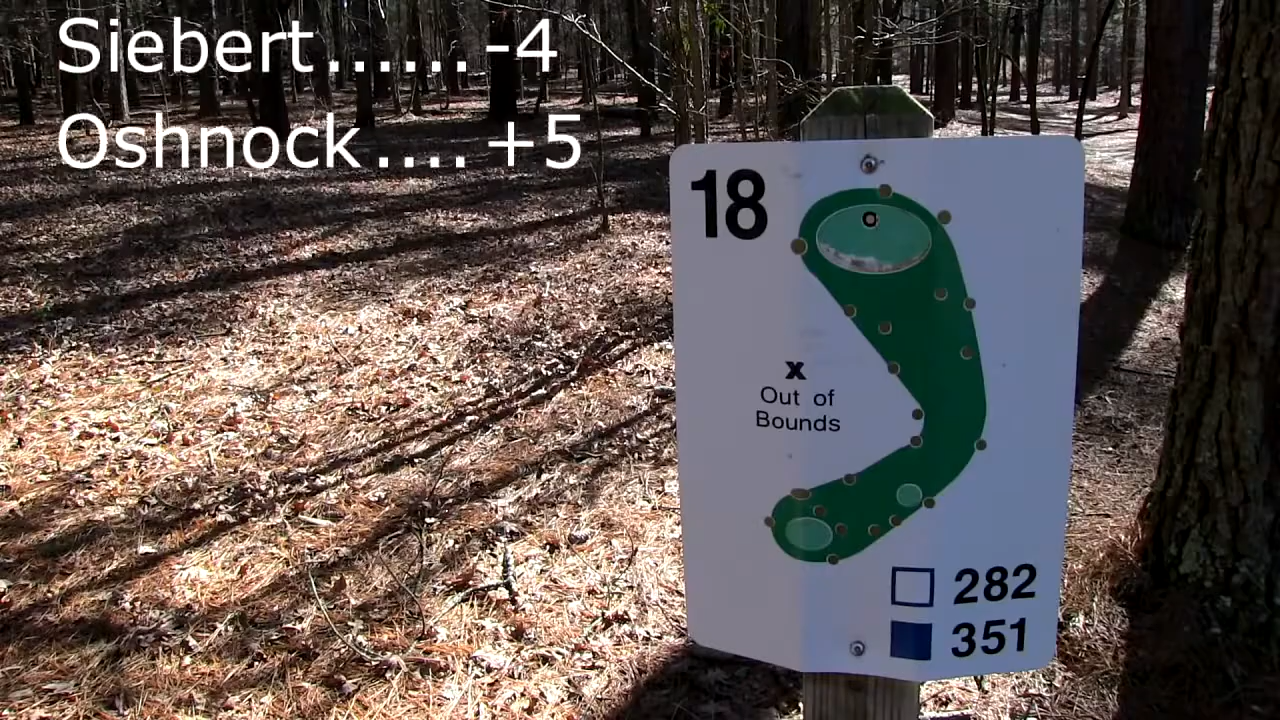 Siebert...... -4
Oshnock.... +5
18
x
Out of
Bounds
282
351